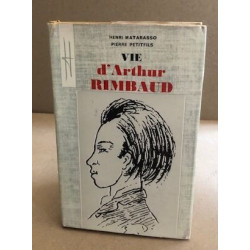 HENRI MATARASSO
PIERRE PETITFILS
VIE
d'Arthur
RIMBAUD